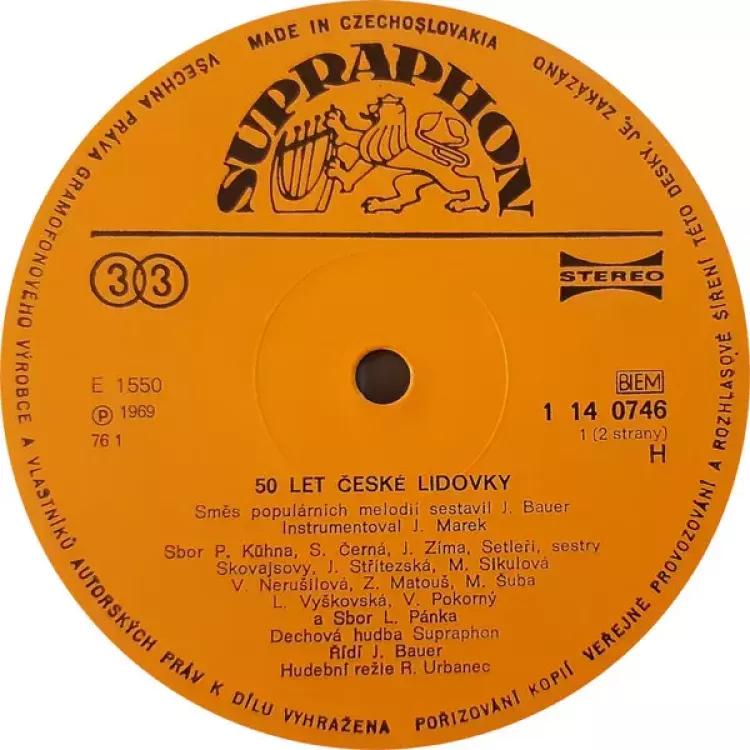 MADE IN CZECHOSLOVAKIA
VŠECHNA PRÁVA GRAMOFONOVÉHO VÝROBCE A VLASTNÍKŮ AUTORSKÝCH PRÁV K DÍLU VYHRAŽENA
POŘIZOVÁNÍ KOPIÍ VEŘEJNÉ PROVOZOVÁNÍ A ROZHLASOVÉ ŠÍŘENÍ TÉTO DESKY, JE, ZAKÁZÁNO
SUPRAPHON
33
STEREO
E 1550
℗ 1969
76 1
BIEM
1 14 0746
1 (2 strany)
H
50 LET ČESKÉ LIDOVKY
Směs populárních melodií sestavil J. Bauer
Instrumentoval J. Marek
Sbor P. Kühna, S. Černá, J. Zíma, Setleři, sestry
Skovajsovy, J. Střítezská, M. Sikulová
V. Nerušilová, Z. Matouš, M. Šuba
L. Vyškovská, V. Pokorný
a Sbor L. Pánka
Dechová hudba Supraphon
Řídí J. Bauer
Hudební režie R. Urbanec